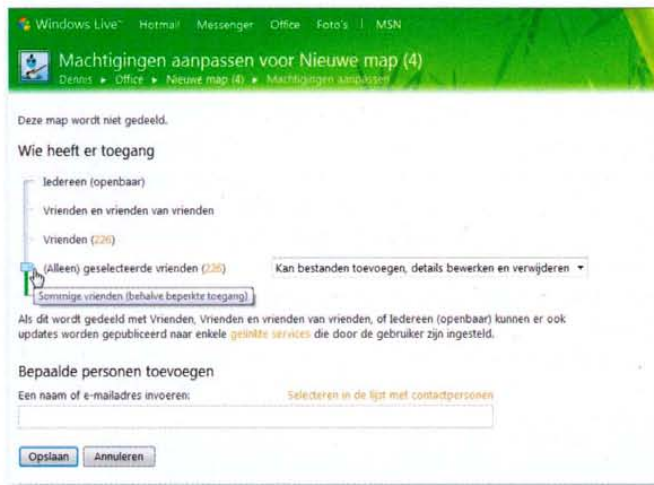 Windows Live™ Hotmail Messenger Office Foto's | MSN
Machtigingen aanpassen voor Nieuwe map (4)
Dennis ▸ Office ▸ Nieuwe map (4) ▸ Machtigingen aanpassen
Deze map wordt niet gedeeld.
Wie heeft er toegang
Iedereen (openbaar)
Vrienden en vrienden van vrienden
Vrienden (226)
(Alleen) geselecteerde vrienden (226) Kan bestanden toevoegen, details bewerken en verwijderen
Sommige vrienden (behalve beperkte toegang)
Als dit wordt gedeeld met Vrienden, Vrienden en vrienden van vrienden, of Iedereen (openbaar) kunnen er ook
updates worden gepubliceerd naar enkele gelinkte services die door de gebruiker zijn ingesteld.
Bepaalde personen toevoegen
Een naam of e-mailadres invoeren: Selecteren in de lijst met contactpersonen
Opslaan Annuleren